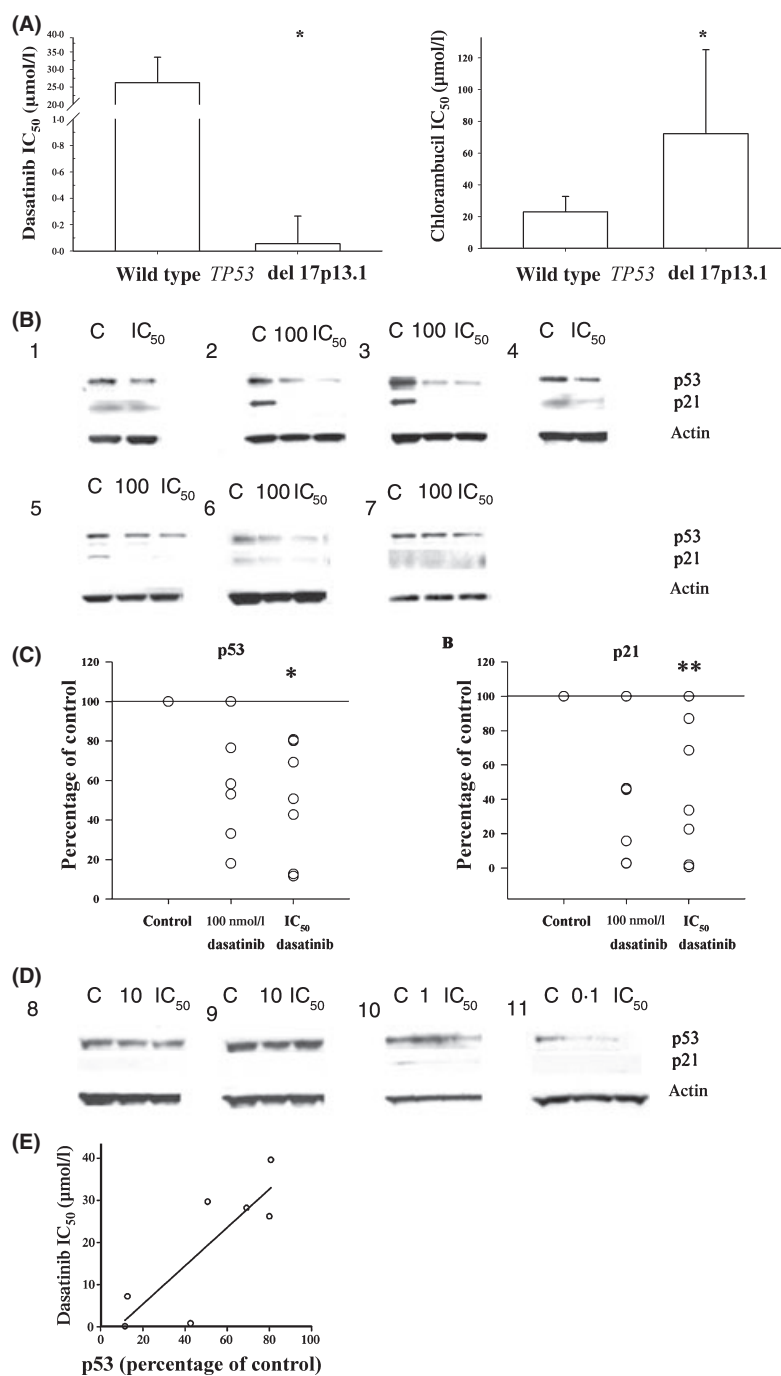 (A)
*
40·0
35·0
30·0
25·0
20·0
1·0
0·8
0·6
0·4
0·2
0·0
Dasatinib IC50 (µmol/l)
Wild type TP53 del 17p13.1
*
120
100
80
60
40
20
0
Chlorambucil IC50 (µmol/l)
Wild type TP53 del 17p13.1
(B)
1
C IC50
2
C 100 IC50
3
C 100 IC50
4
C IC50
p53
p21
Actin
5
C 100 IC50
6
C 100 IC50
7
C 100 IC50
p53
p21
Actin
(C)
p53
*
120
100
80
60
40
20
0
Percentage of control
Control
100 nmol/l dasatinib
IC50 dasatinib
B
p21
**
120
100
80
60
40
20
0
Percentage of control
Control
100 nmol/l dasatinib
IC50 dasatinib
(D)
8
C 10 IC50
9
C 10 IC50
10
C 1 IC50
11
C 0·1 IC50
p53
p21
Actin
(E)
40
30
20
10
0
Dasatinib IC50 (µmol/l)
0 20 40 60 80 100
p53 (percentage of control)